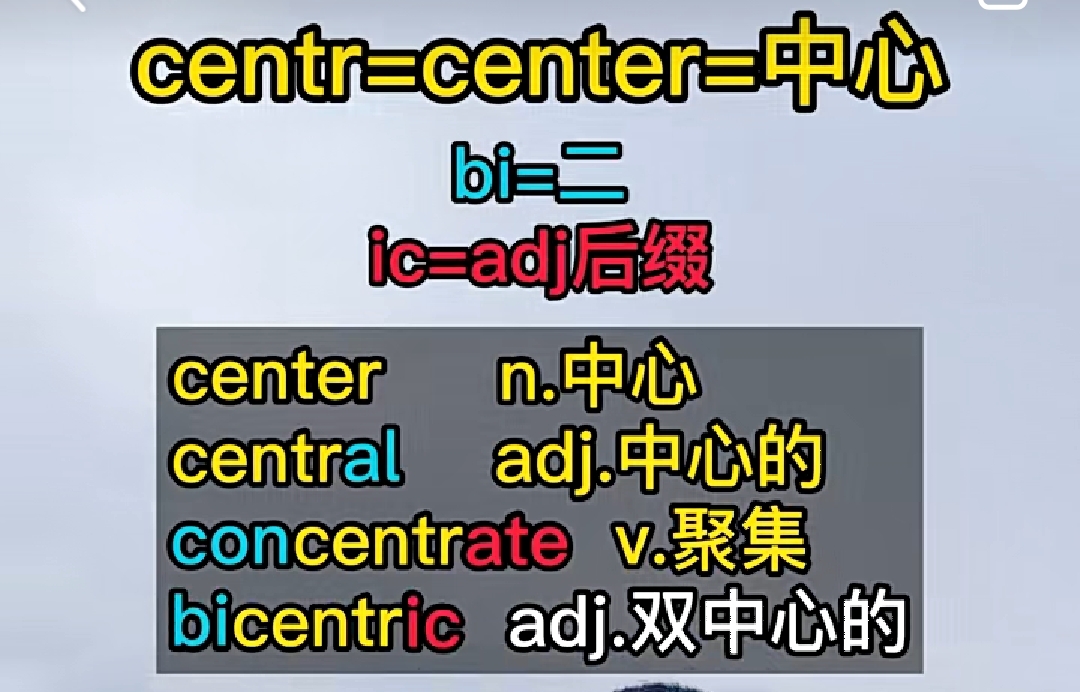 centr=center=中心
bi=二
ic=adj后缀
center n.中心
central adj.中心的
concentrate v.聚集
bicentric adj.双中心的